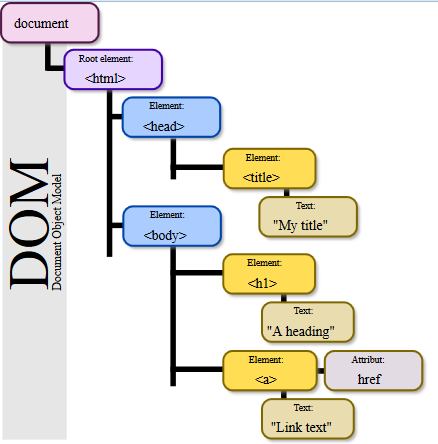 document
Root element:
<html>
Element:
<head>
Element:
<title>
Text:
"My title"
Element:
<body>
Element:
<h1>
Text:
"A heading"
Element:
<a>
Attribut:
href
Text:
"Link text"
DOM
Document Object Model